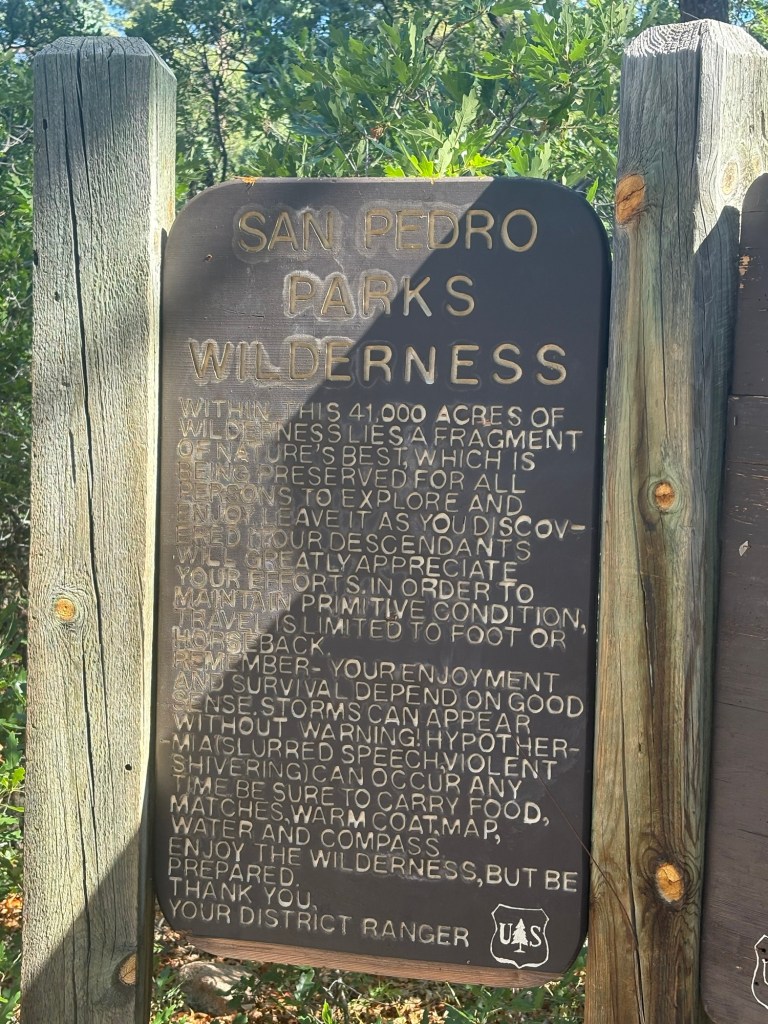 SAN PEDRO
PARKS
WILDERNESS
WITHIN THIS 41,000 ACRES OF
WILDERNESS LIES A FRAGMENT
OF NATURE'S BEST, WHICH IS
BEING PRESERVED FOR ALL
PERSONS TO EXPLORE AND
ENJOY. LEAVE IT AS YOU DISCOV-
ERED IT. YOUR DESCENDANTS
WILL GREATLY APPRECIATE
YOUR EFFORTS. IN ORDER TO
MAINTAIN PRIMITIVE CONDITION,
TRAVEL IS LIMITED TO FOOT OR
HORSEBACK.
REMEMBER- YOUR ENJOYMENT
AND SURVIVAL DEPEND ON GOOD
SENSE. STORMS CAN APPEAR
WITHOUT WARNING. HYPOTHER-
MIA (SLURRED SPEECH, VIOLENT
SHIVERING) CAN OCCUR ANY
TIME. BE SURE TO CARRY FOOD,
MATCHES, WARM COAT, MAP,
WATER AND COMPASS
ENJOY THE WILDERNESS, BUT BE
PREPARED.
THANK YOU,
YOUR DISTRICT RANGER
U S